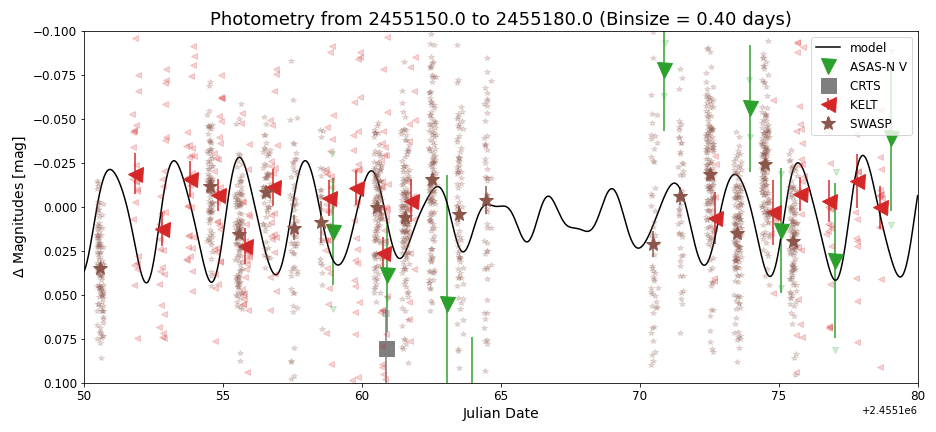 Photometry from 2455150.0 to 2455180.0 (Binsize = 0.40 days)
Δ Magnitudes [mag]
−0.100
−0.075
−0.050
−0.025
0.000
0.025
0.050
0.075
0.100
model
ASAS-N V
CRTS
KELT
SWASP
50 55 60 65 70 75 80
+2.4551e6
Julian Date